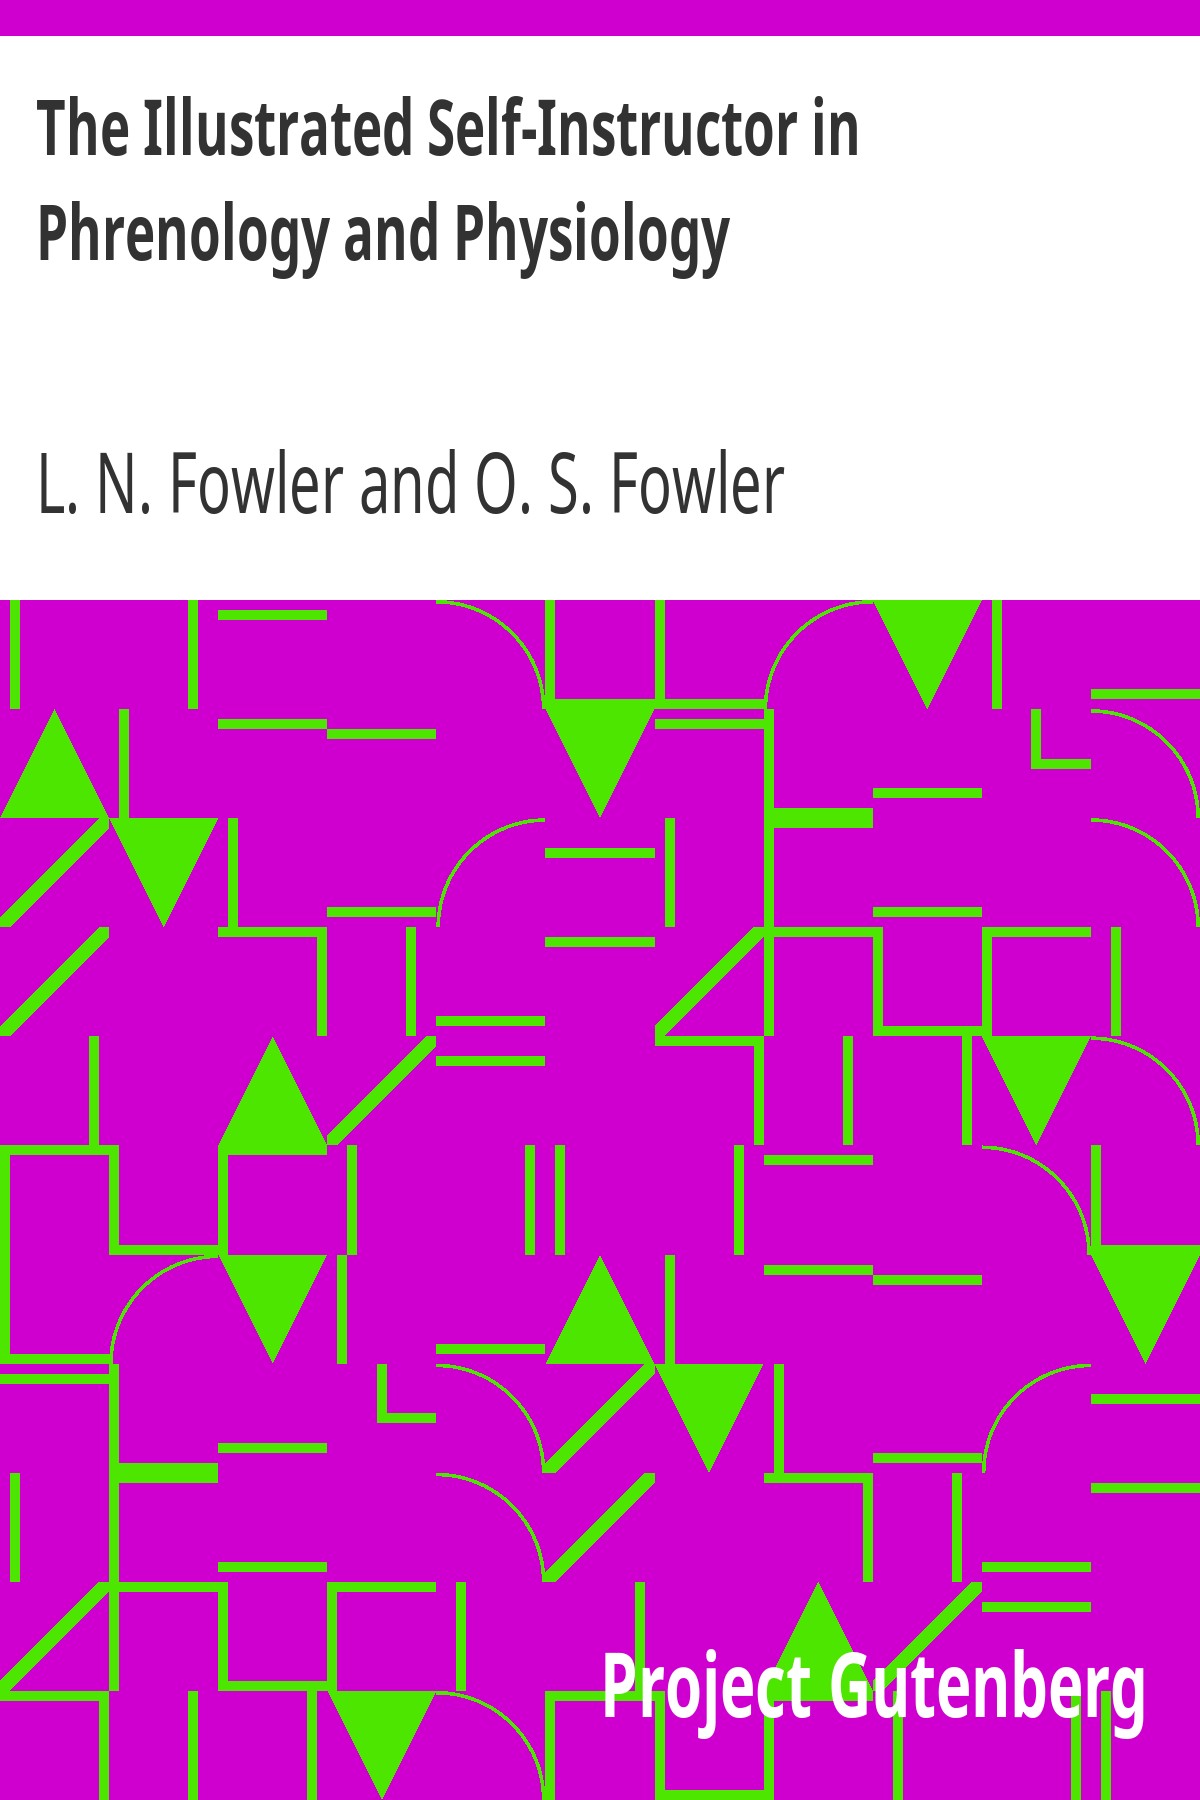 The Illustrated Self-Instructor in
Phrenology and Physiology
L. N. Fowler and O. S. Fowler
Project Gutenberg